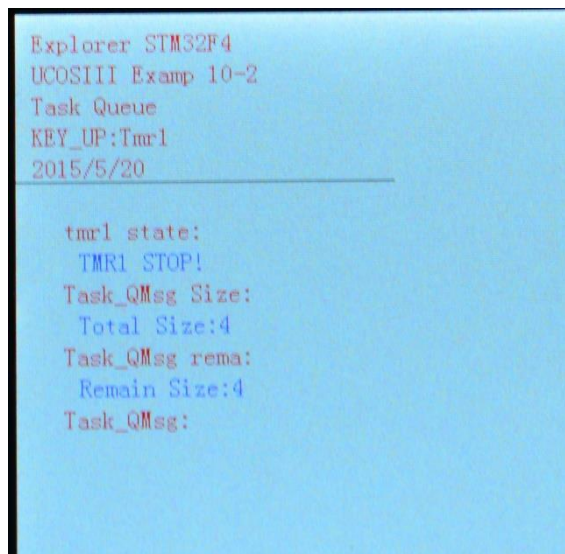 Explorer STM32F4
UCOSIII Examp 10-2
Task Queue
KEY_UP:Tmr1
2015/5/20
tmr1 state:
TMR1 STOP!
Task_QMsg Size:
Total Size:4
Task_QMsg rema:
Remain Size:4
Task_QMsg: